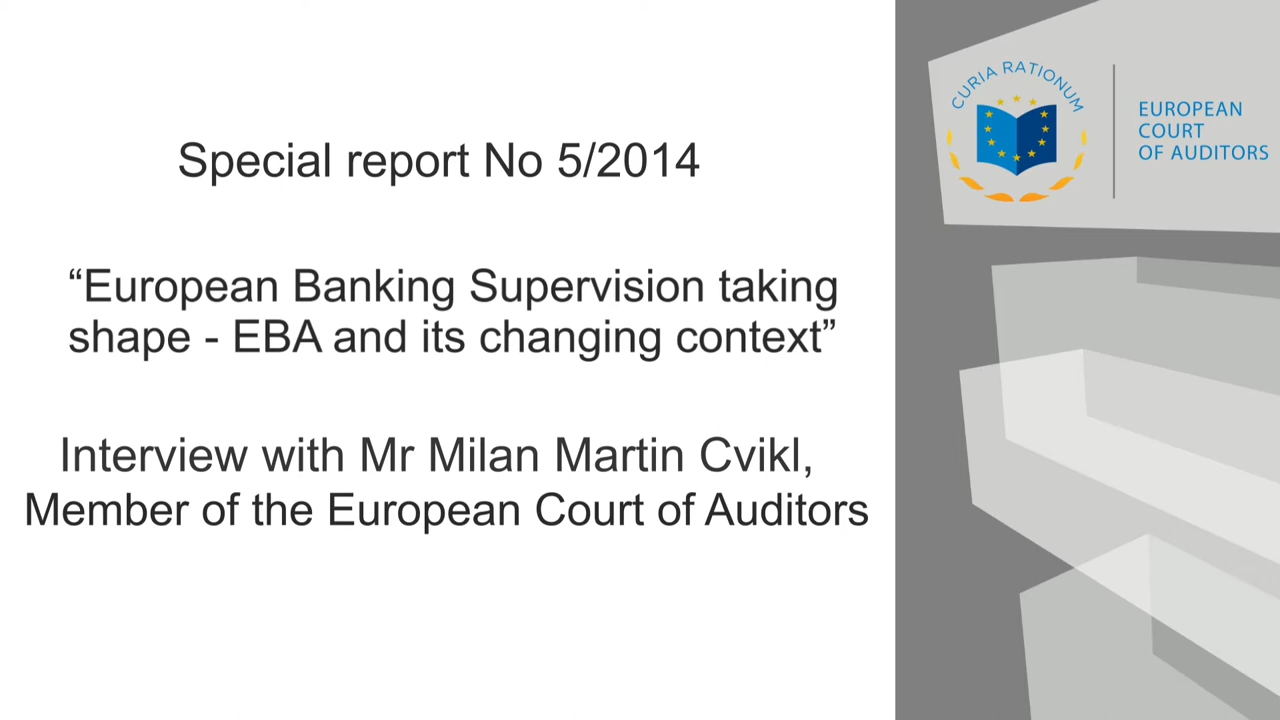 Special report No 5/2014
“European Banking Supervision taking
shape - EBA and its changing context”
Interview with Mr Milan Martin Cvikl,
Member of the European Court of Auditors
CURIA RATIONUM
EUROPEAN
COURT
OF AUDITORS